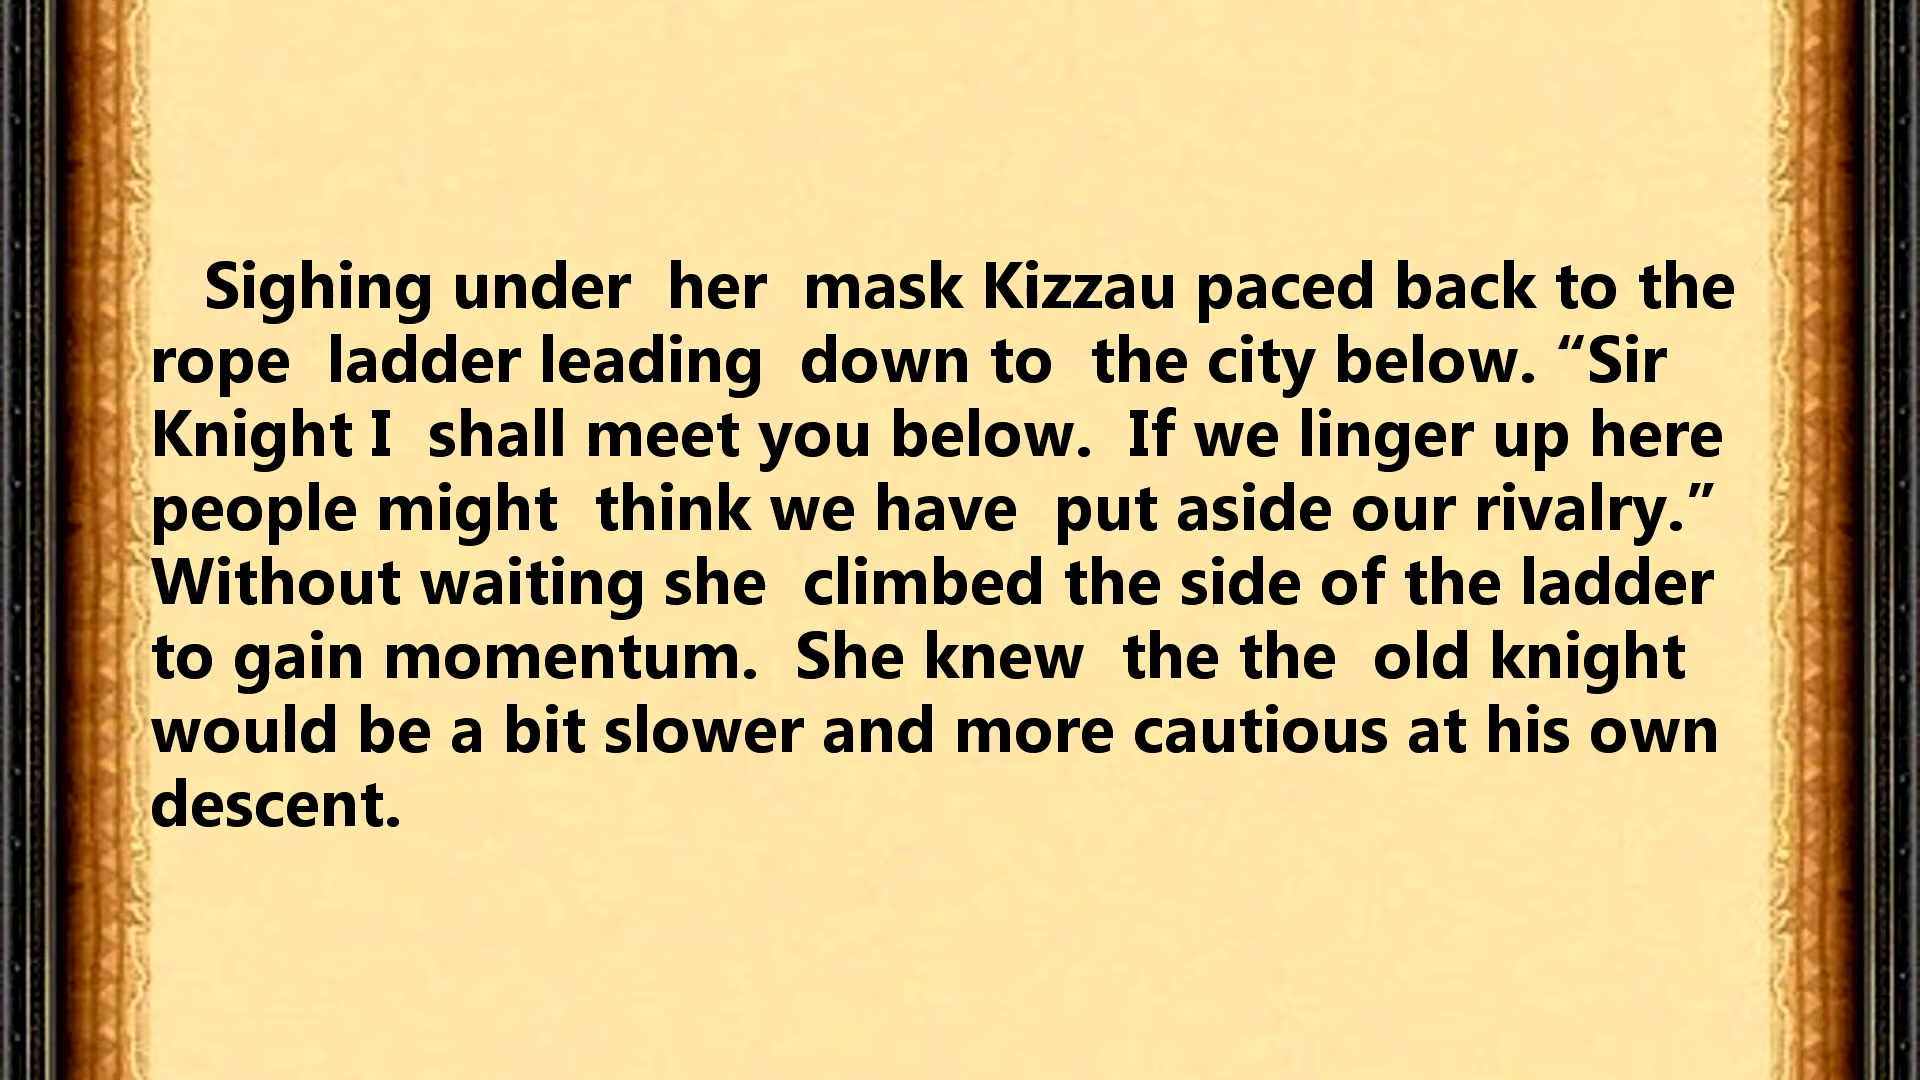 Sighing under  her  mask Kizzau paced back to the
rope  ladder leading  down to  the city below. “Sir
Knight I  shall meet you below.  If we linger up here
people might  think we have  put aside our rivalry.”
Without waiting she  climbed the side of the ladder
to gain momentum.  She knew  the the  old knight
would be a bit slower and more cautious at his own
descent.